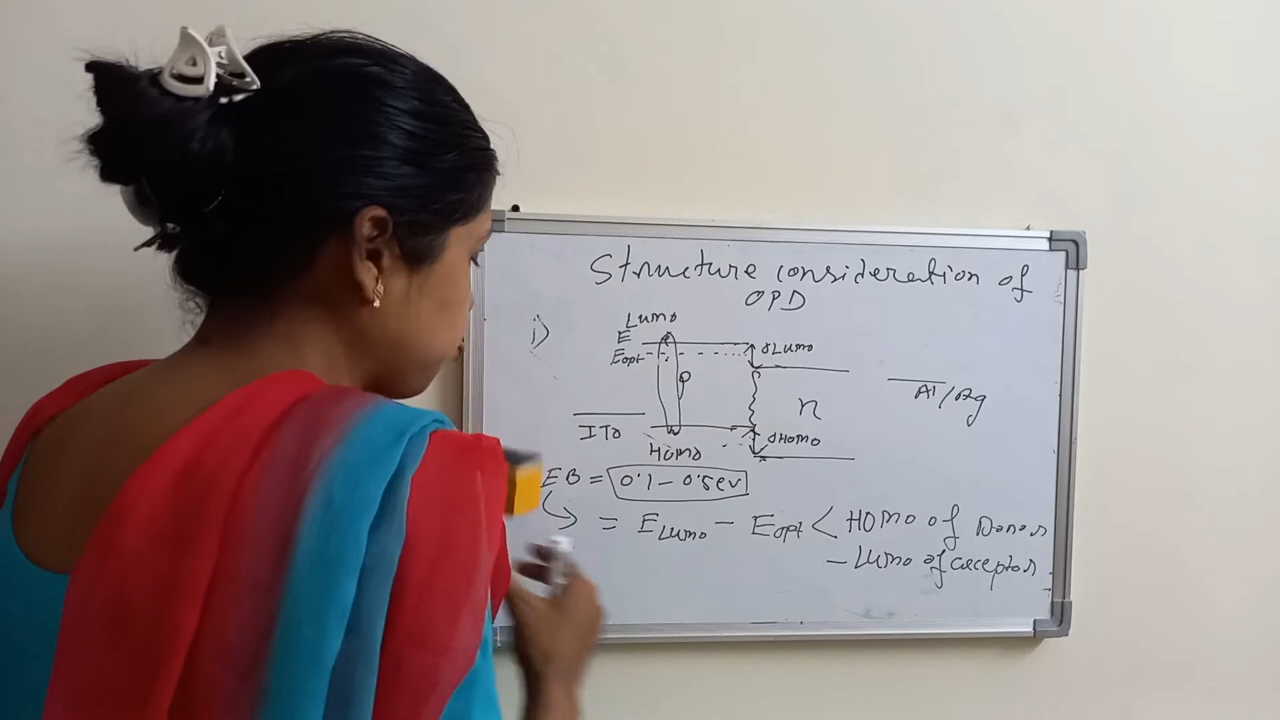 Structure consideration of
OPD
i)
Lumo
E
Eopt
δLumo
P
n
Al/Ag
ITO
δHomo
Homo
EB = 0.1 – 0.5ev
= ELumo – Eopt < HOmo of Donor
– Lumo of acceptor